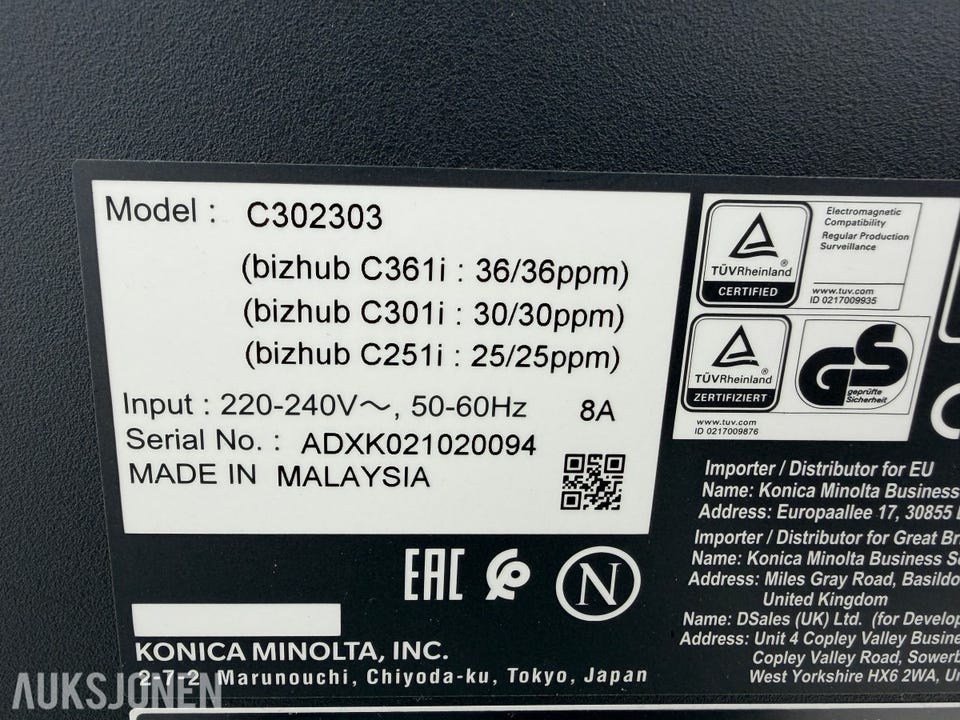 Model : C302303
(bizhub C361i : 36/36ppm)
(bizhub C301i : 30/30ppm)
(bizhub C251i : 25/25ppm)
Input : 220-240V～, 50-60Hz 8A
Serial No. : ADXK021020094
MADE IN MALAYSIA
EAC
N
KONICA MINOLTA, INC.
2-7-2 Marunouchi, Chiyoda-ku, Tokyo, Japan
TÜVRheinland®
CERTIFIED
Electromagnetic
Compatibility
Regular Production
Surveillance
www.tuv.com
ID 0217009935
TÜVRheinland®
ZERTIFIZIERT
www.tuv.com
ID 0217009876
GS
geprüfte
Sicherheit
Importer / Distributor for EU
Name: Konica Minolta Business
Address: Europaallee 17, 30855
Importer / Distributor for Great Bri
Name: Konica Minolta Business
Address: Miles Gray Road, Basildo
United Kingdom
Name: DSales (UK) Ltd. (for Develop
Address: Unit 4 Copley Valley Busine
Copley Valley Road, Sowerb
West Yorkshire HX6 2WA, Un
AUKSJONEN